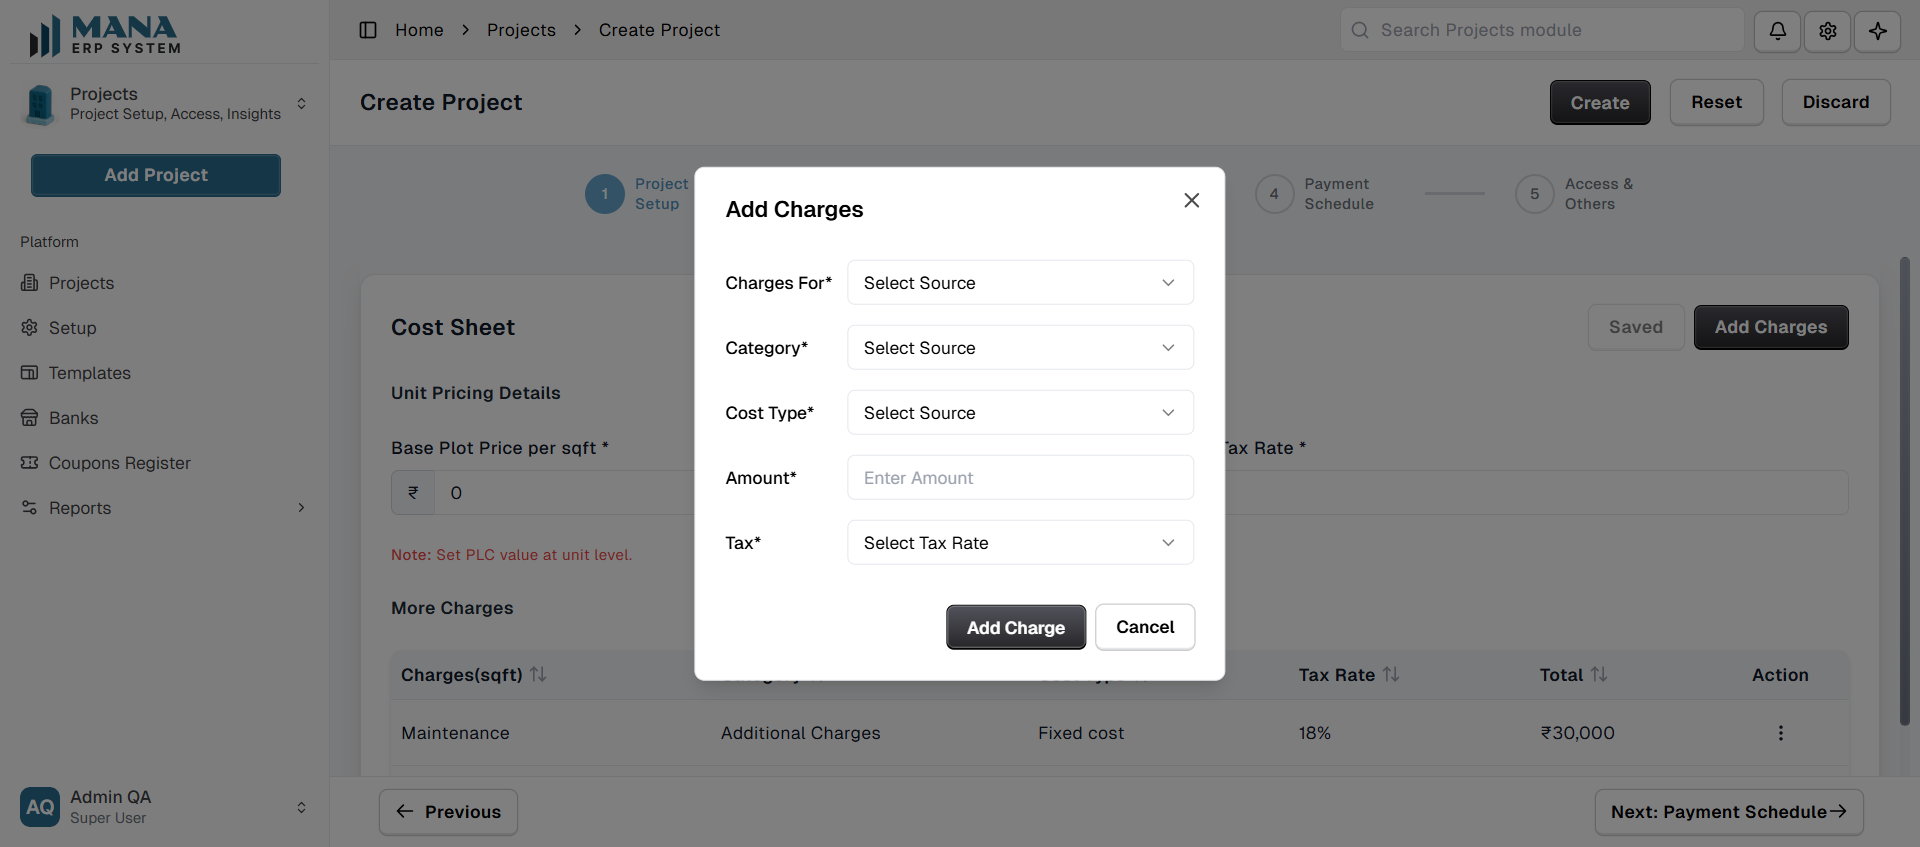 MANA
ERP SYSTEM
Home
Projects
Create Project
Search Projects module
Projects
Project Setup, Access, Insights
Create Project
Create
Reset
Discard
Add Project
1
Project
Setup
4
Payment
Schedule
5
Access &
Others
Platform
Projects
Setup
Templates
Banks
Coupons Register
Reports
Add Charges
Charges For*
Select Source
Category*
Select Source
Cost Type*
Select Source
Amount*
Enter Amount
Tax*
Select Tax Rate
Add Charge
Cancel
Cost Sheet
Saved
Add Charges
Unit Pricing Details
Base Plot Price per sqft *
Tax Rate *
₹
0
Note: Set PLC value at unit level.
More Charges
Charges(sqft)
Tax Rate
Total
Action
Maintenance
Additional Charges
Fixed cost
18%
₹30,000
AQ
Admin QA
Super User
Previous
Next: Payment Schedule